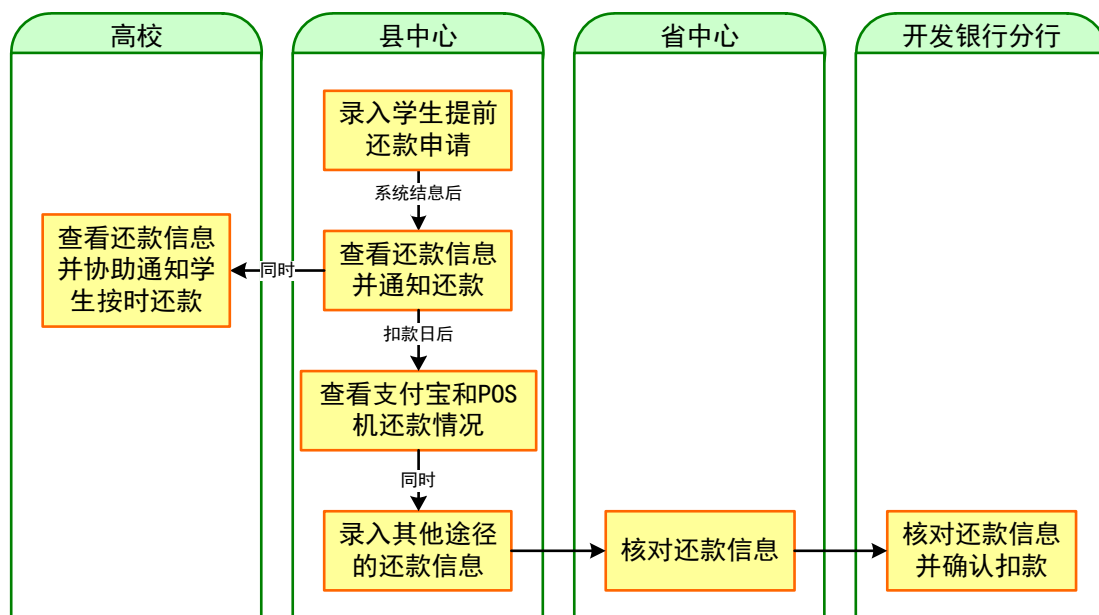 高校
县中心
省中心
开发银行分行
录入学生提前
还款申请
系统结息后
查看还款信息
并协助通知学
生按时还款
同时
查看还款信息
并通知还款
扣款日后
查看支付宝和POS
机还款情况
同时
录入其他途径
的还款信息
核对还款信息
核对还款信息
并确认扣款